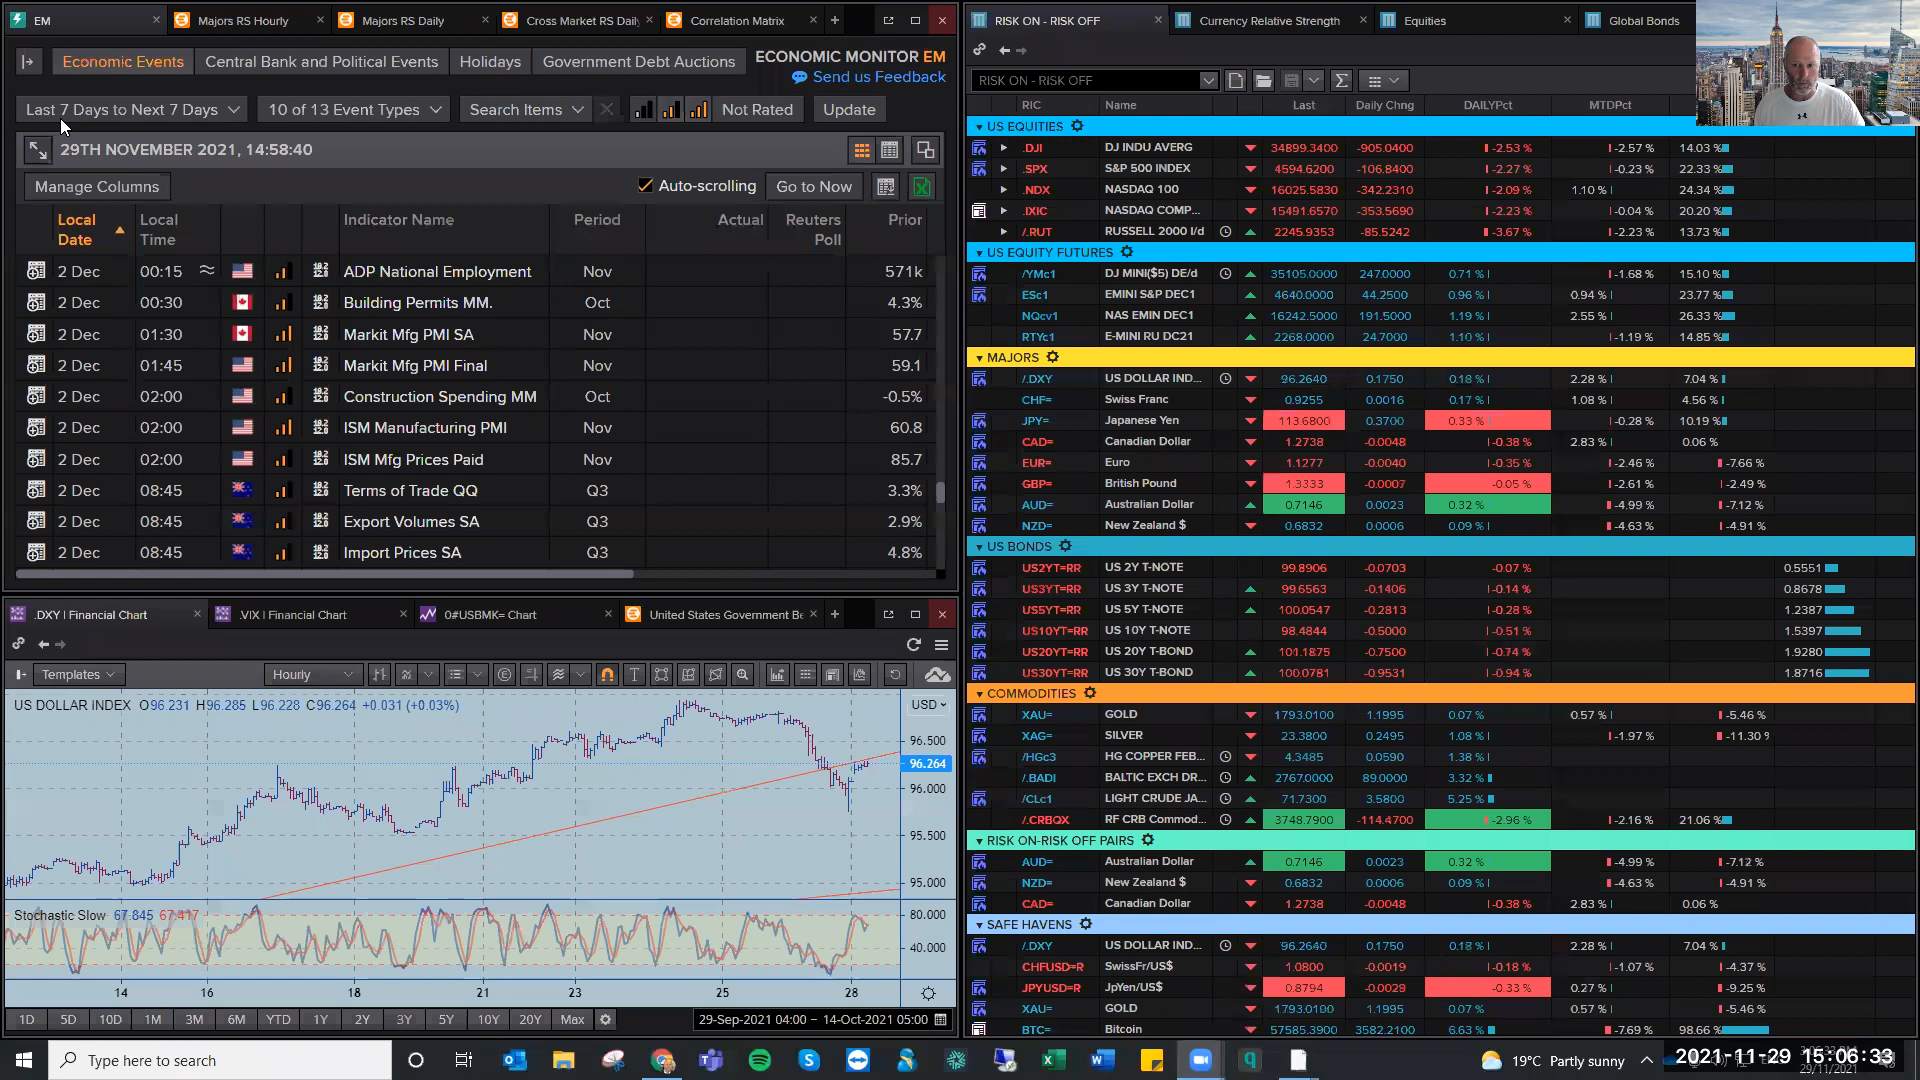 EM
Majors RS Hourly
Majors RS Daily
Cross Market RS Daily
Correlation Matrix
Economic Events
Central Bank and Political Events
Holidays
Government Debt Auctions
ECONOMIC MONITOR EM
Send us Feedback
Last 7 Days to Next 7 Days
10 of 13 Event Types
Search Items
Not Rated
Update
29TH NOVEMBER 2021, 14:58:40
Manage Columns
Auto-scrolling
Go to Now
Local Date Local Time Indicator Name Period Actual Reuters Poll Prior
2 Dec 00:15 ADP National Employment Nov 571k
2 Dec 00:30 Building Permits MM. Oct 4.3%
2 Dec 01:30 Markit Mfg PMI SA Nov 57.7
2 Dec 01:45 Markit Mfg PMI Final Nov 59.1
2 Dec 02:00 Construction Spending MM Oct -0.5%
2 Dec 02:00 ISM Manufacturing PMI Nov 60.8
2 Dec 02:00 ISM Mfg Prices Paid Nov 85.7
2 Dec 08:45 Terms of Trade QQ Q3 3.3%
2 Dec 08:45 Export Volumes SA Q3 2.9%
2 Dec 08:45 Import Prices SA Q3 4.8%
.DXY | Financial Chart
.VIX | Financial Chart
0#USBMK= Chart
United States Government Be
Templates
Hourly
US DOLLAR INDEX O96.231 H96.285 L96.228 C96.264 +0.031 (+0.03%)
USD
96.500
96.264
96.000
95.500
95.000
Stochastic Slow 67.845 67.417
80.000
40.000
14 16 18 21 23 25 28
1D 5D 10D 1M 3M 6M YTD 1Y 2Y 3Y 5Y 10Y 20Y Max
29-Sep-2021 04:00 – 14-Oct-2021 05:00
RISK ON - RISK OFF
Currency Relative Strength
Equities
Global Bonds
RISK ON - RISK OFF
RIC Name Last Daily Chng DAILYPct MTDPct
US EQUITIES
.DJI DJ INDU AVERG 34899.3400 -905.0400 -2.53 % -2.57 % 14.03 %
.SPX S&P 500 INDEX 4594.6200 -106.8400 -2.27% -0.23 % 22.33 %
.NDX NASDAQ 100 16025.5830 -342.2310 -2.09 % 1.10 % 24.34 %
.IXIC NASDAQ COMP... 15491.6570 -353.5690 -2.23 % -0.04 % 20.20 %
/.RUT RUSSELL 2000 I/d 2245.9353 -85.5242 -3.67 % -2.23 % 13.73 %
US EQUITY FUTURES
/YMc1 DJ MINI($5) DE/d 35105.0000 247.0000 0.71 % -1.68 % 15.10 %
ESc1 EMINI S&P DEC1 4640.0000 44.2500 0.96 % 0.94 % 23.77 %
NQcv1 NAS EMIN DEC1 16242.5000 191.5000 1.19 % 2.55 % 26.33 %
RTYc1 E-MINI RU DC21 2268.0000 24.7000 1.10 % -1.19 % 14.85 %
MAJORS
/.DXY US DOLLAR IND... 96.2640 0.1750 0.18 % 2.28 % 7.04 %
CHF= Swiss Franc 0.9255 0.0016 0.17 % 1.08 % 4.56 %
JPY= Japanese Yen 113.6800 0.3700 0.33 % -0.28 % 10.19 %
CAD= Canadian Dollar 1.2738 -0.0048 -0.38 % 2.83 % 0.06 %
EUR= Euro 1.1277 -0.0040 -0.35 % -2.46 % -7.66 %
GBP= British Pound 1.3333 -0.0007 -0.05 % -2.61 % -2.49 %
AUD= Australian Dollar 0.7146 0.0023 0.32 % -4.99 % -7.12 %
NZD= New Zealand $ 0.6832 0.0006 0.09 % -4.63 % -4.91 %
US BONDS
US2YT=RR US 2Y T-NOTE 99.8906 -0.0703 -0.07 % 0.5551
US3YT=RR US 3Y T-NOTE 99.6563 -0.1406 -0.14 % 0.8678
US5YT=RR US 5Y T-NOTE 100.0547 -0.2813 -0.28 % 1.2387
US10YT=RR US 10Y T-NOTE 98.4844 -0.5000 -0.51 % 1.5397
US20YT=RR US 20Y T-BOND 101.1875 -0.7500 -0.74 % 1.9280
US30YT=RR US 30Y T-BOND 100.0781 -0.9531 -0.94 % 1.8716
COMMODITIES
XAU= GOLD 1793.0100 1.1995 0.07 % 0.57 % -5.46 %
XAG= SILVER 23.3800 0.2495 1.08 % -1.97 % -11.30 %
/HGc3 HG COPPER FEB... 4.3485 0.0590 1.38 %
/.BADI BALTIC EXCH DR... 2767.0000 89.0000 3.32 %
/CLc1 LIGHT CRUDE JA... 71.7300 3.5800 5.25 %
/.CRBQX RF CRB Commod... 3748.7900 -114.4700 -2.96 % -2.16 % 21.06 %
RISK ON-RISK OFF PAIRS
AUD= Australian Dollar 0.7146 0.0023 0.32 % -4.99 % -7.12 %
NZD= New Zealand $ 0.6832 0.0006 0.09 % -4.63 % -4.91 %
CAD= Canadian Dollar 1.2738 -0.0048 -0.38 % 2.83 % 0.06 %
SAFE HAVENS
/.DXY US DOLLAR IND... 96.2640 0.1750 0.18 % 2.28 % 7.04 %
CHFUSD=R SwissFr/US$ 1.0800 -0.0019 -0.18 % -1.07 % -4.37 %
JPYUSD=R JpYen/US$ 0.8794 -0.0029 -0.33 % 0.27 % -9.25 %
XAU= GOLD 1793.0100 1.1995 0.07 % 0.57 % -5.46 %
BTC= Bitcoin 57585.3900 3582.2100 6.63 % -7.69 % 98.66 %
Type here to search
19°C Partly sunny
2021-11-29 15:06:33
29/11/2021